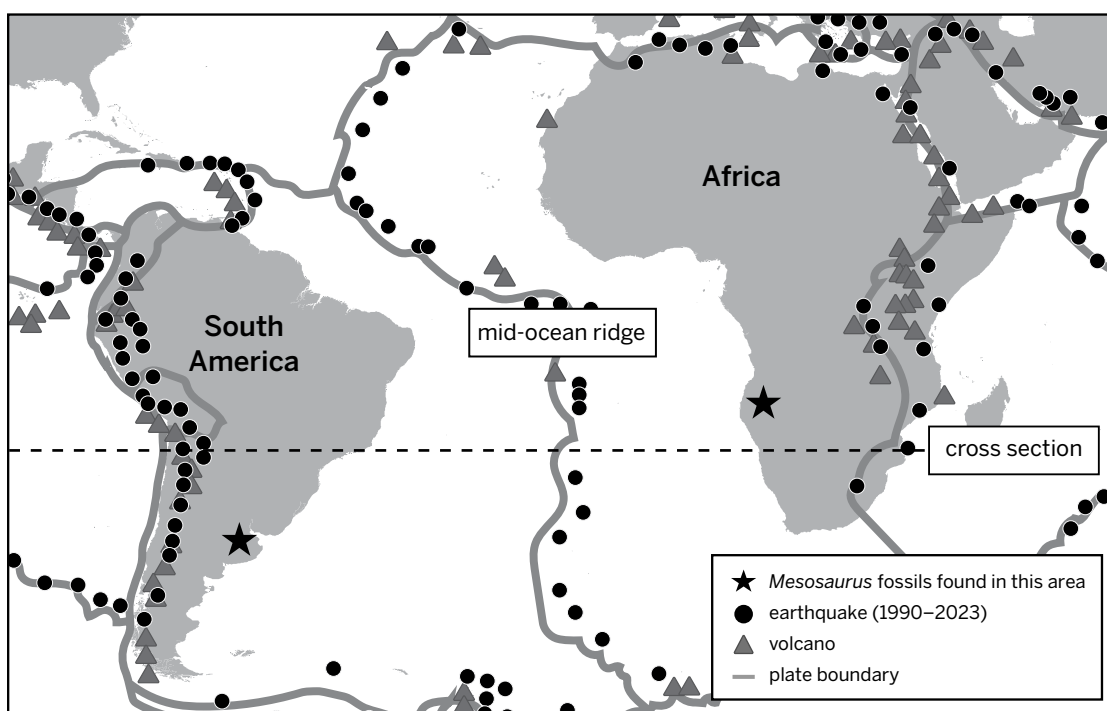 Africa
South
America
mid-ocean ridge
cross section
Mesosaurus fossils found in this area
earthquake (1990–2023)
volcano
plate boundary